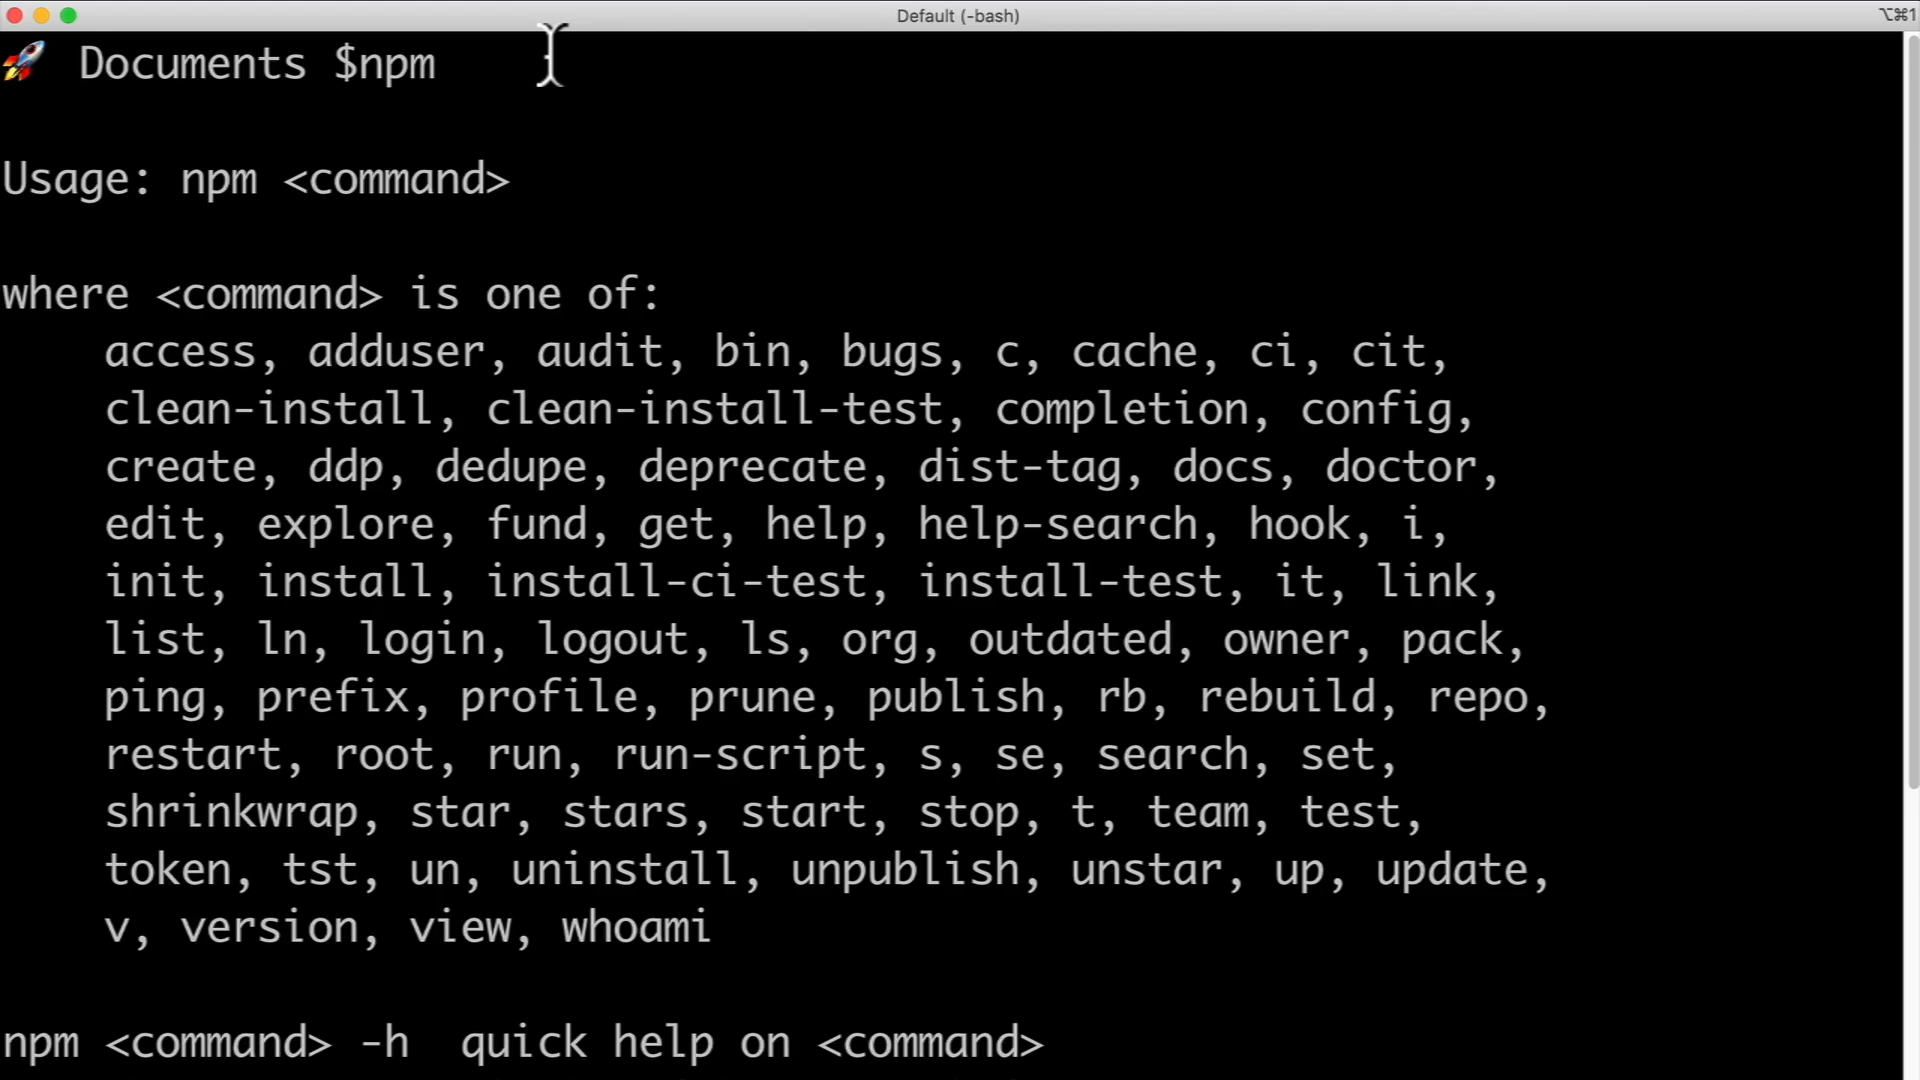 Default (-bash)
⌥⌘1
🚀 Documents $npm
Usage: npm <command>
where <command> is one of:
access, adduser, audit, bin, bugs, c, cache, ci, cit,
clean-install, clean-install-test, completion, config,
create, ddp, dedupe, deprecate, dist-tag, docs, doctor,
edit, explore, fund, get, help, help-search, hook, i,
init, install, install-ci-test, install-test, it, link,
list, ln, login, logout, ls, org, outdated, owner, pack,
ping, prefix, profile, prune, publish, rb, rebuild, repo,
restart, root, run, run-script, s, se, search, set,
shrinkwrap, star, stars, start, stop, t, team, test,
token, tst, un, uninstall, unpublish, unstar, up, update,
v, version, view, whoami
npm <command> -h  quick help on <command>